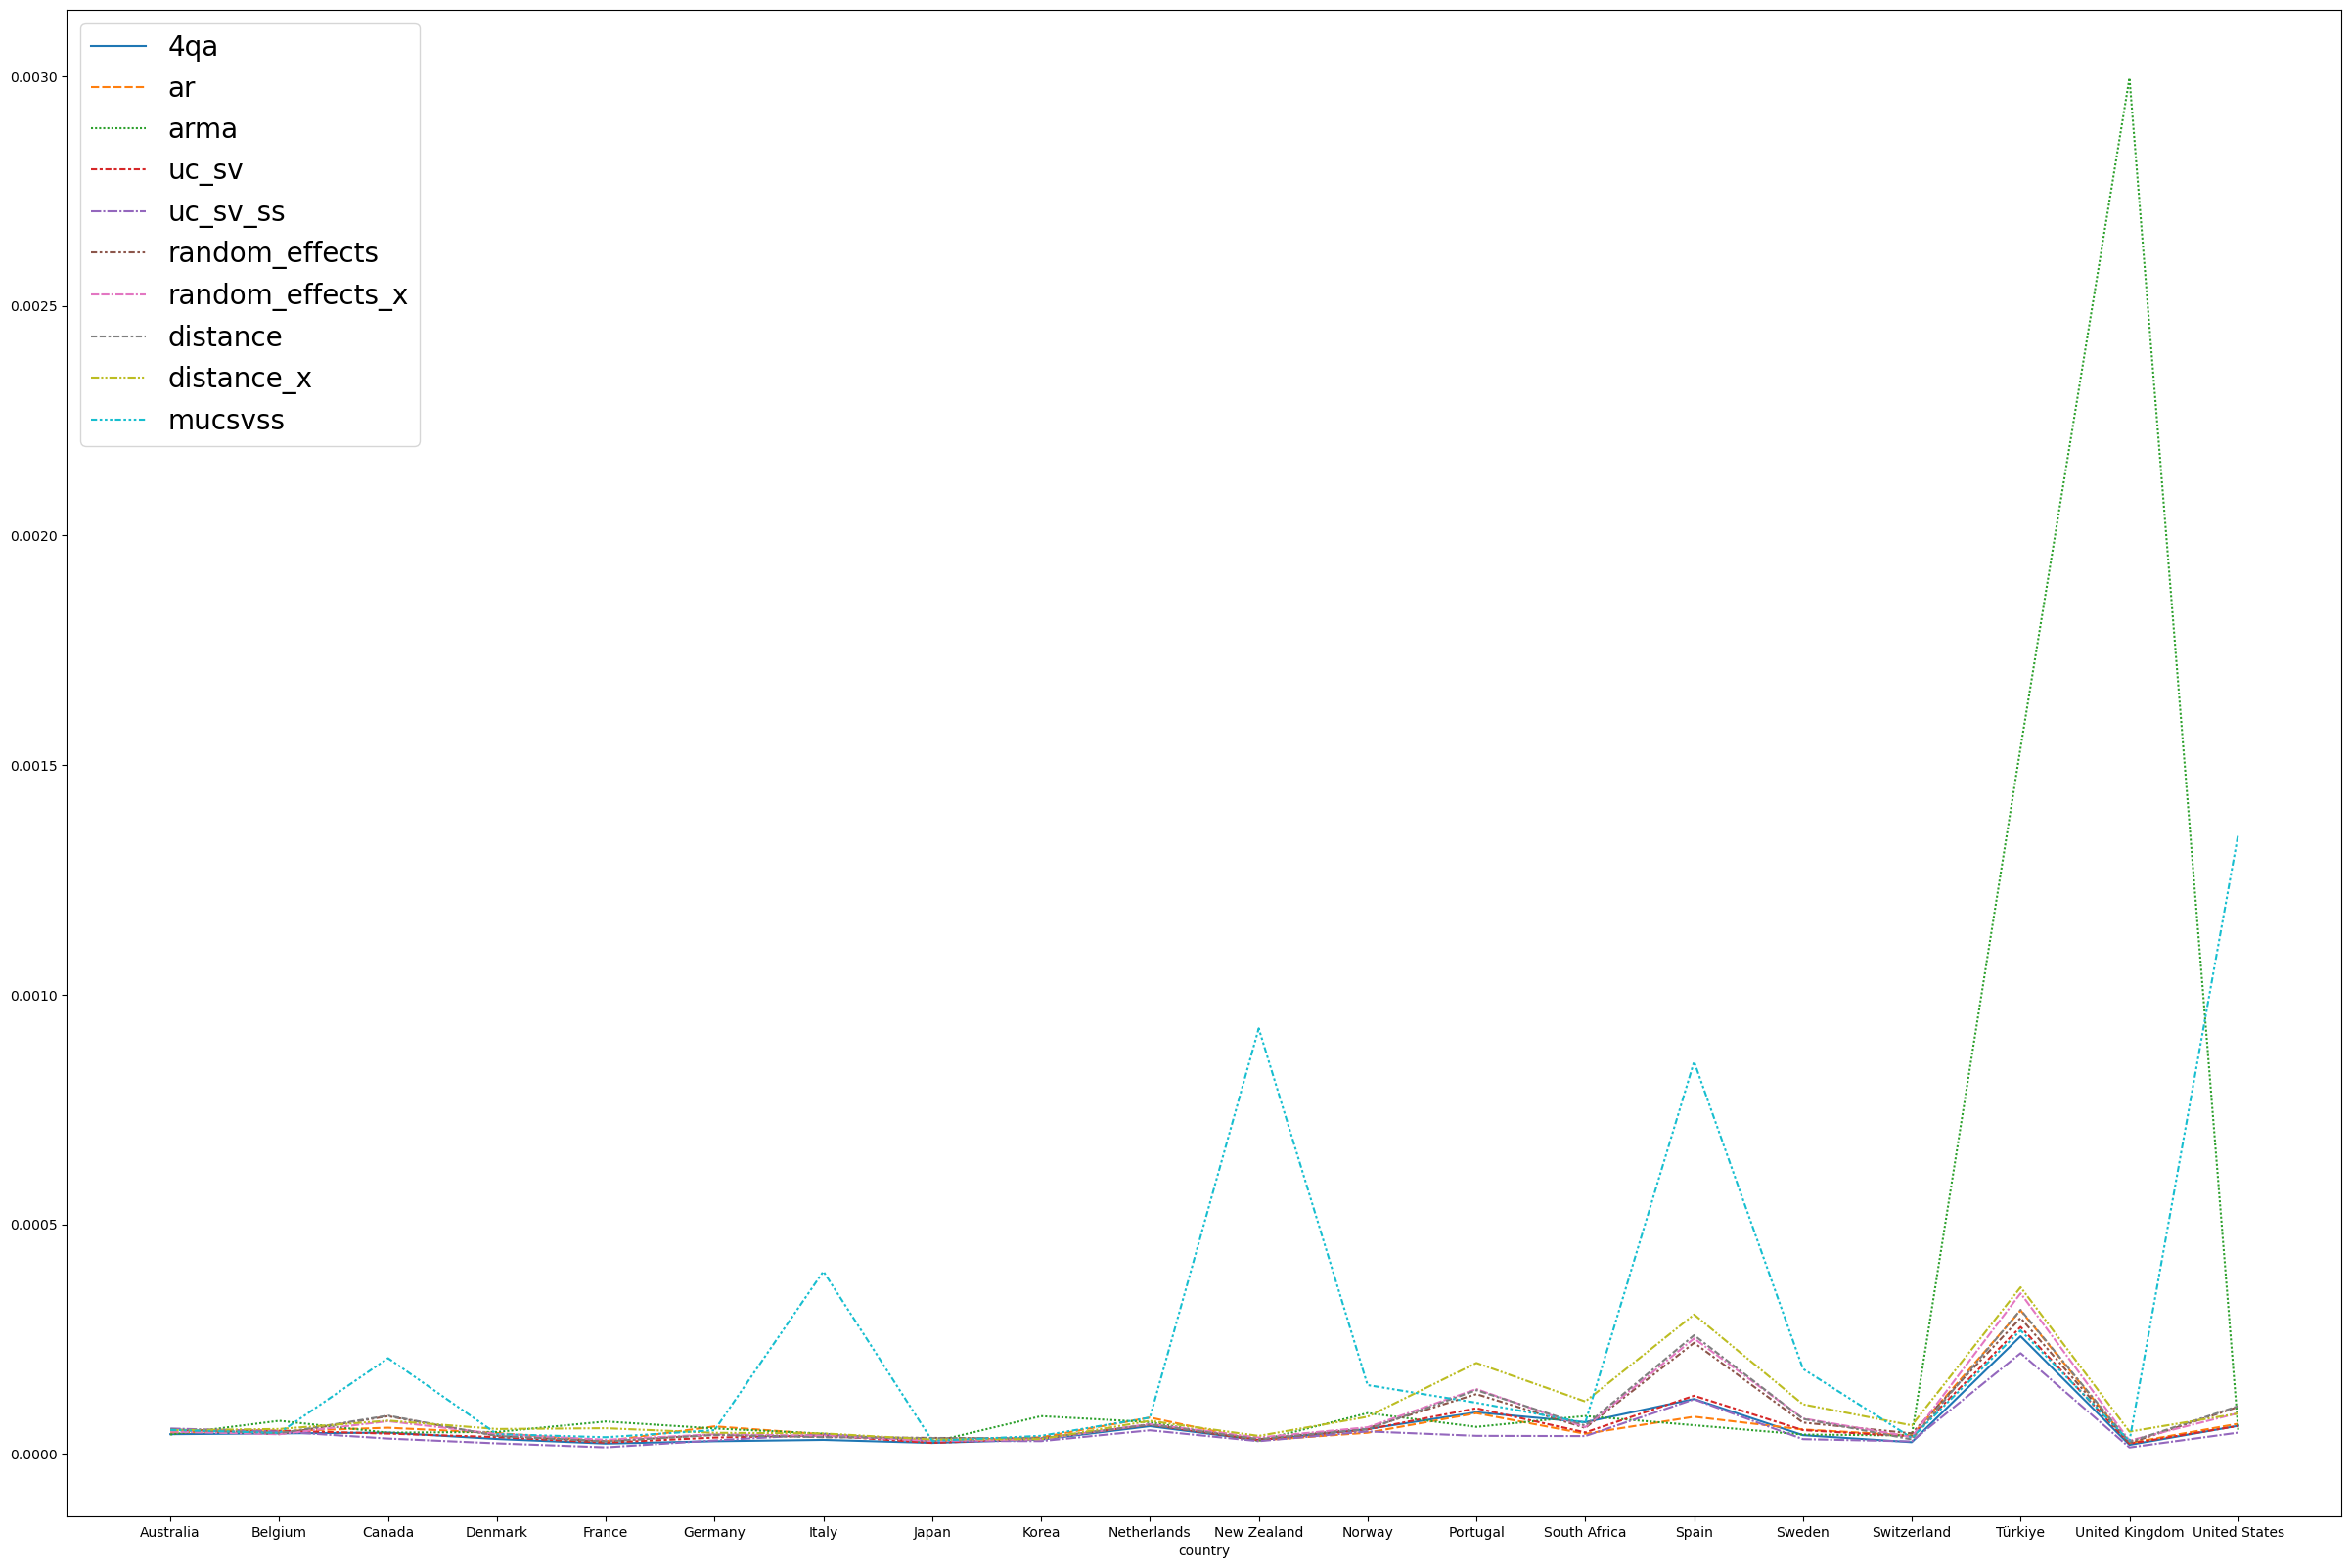 4qa
ar
arma
uc_sv
uc_sv_ss
random_effects
random_effects_x
distance
distance_x
mucsvss
0.0030
0.0025
0.0020
0.0015
0.0010
0.0005
0.0000
Australia Belgium Canada Denmark France Germany Italy Japan Korea Netherlands New Zealand Norway Portugal South Africa Spain Sweden Switzerland Türkiye United Kingdom United States
country